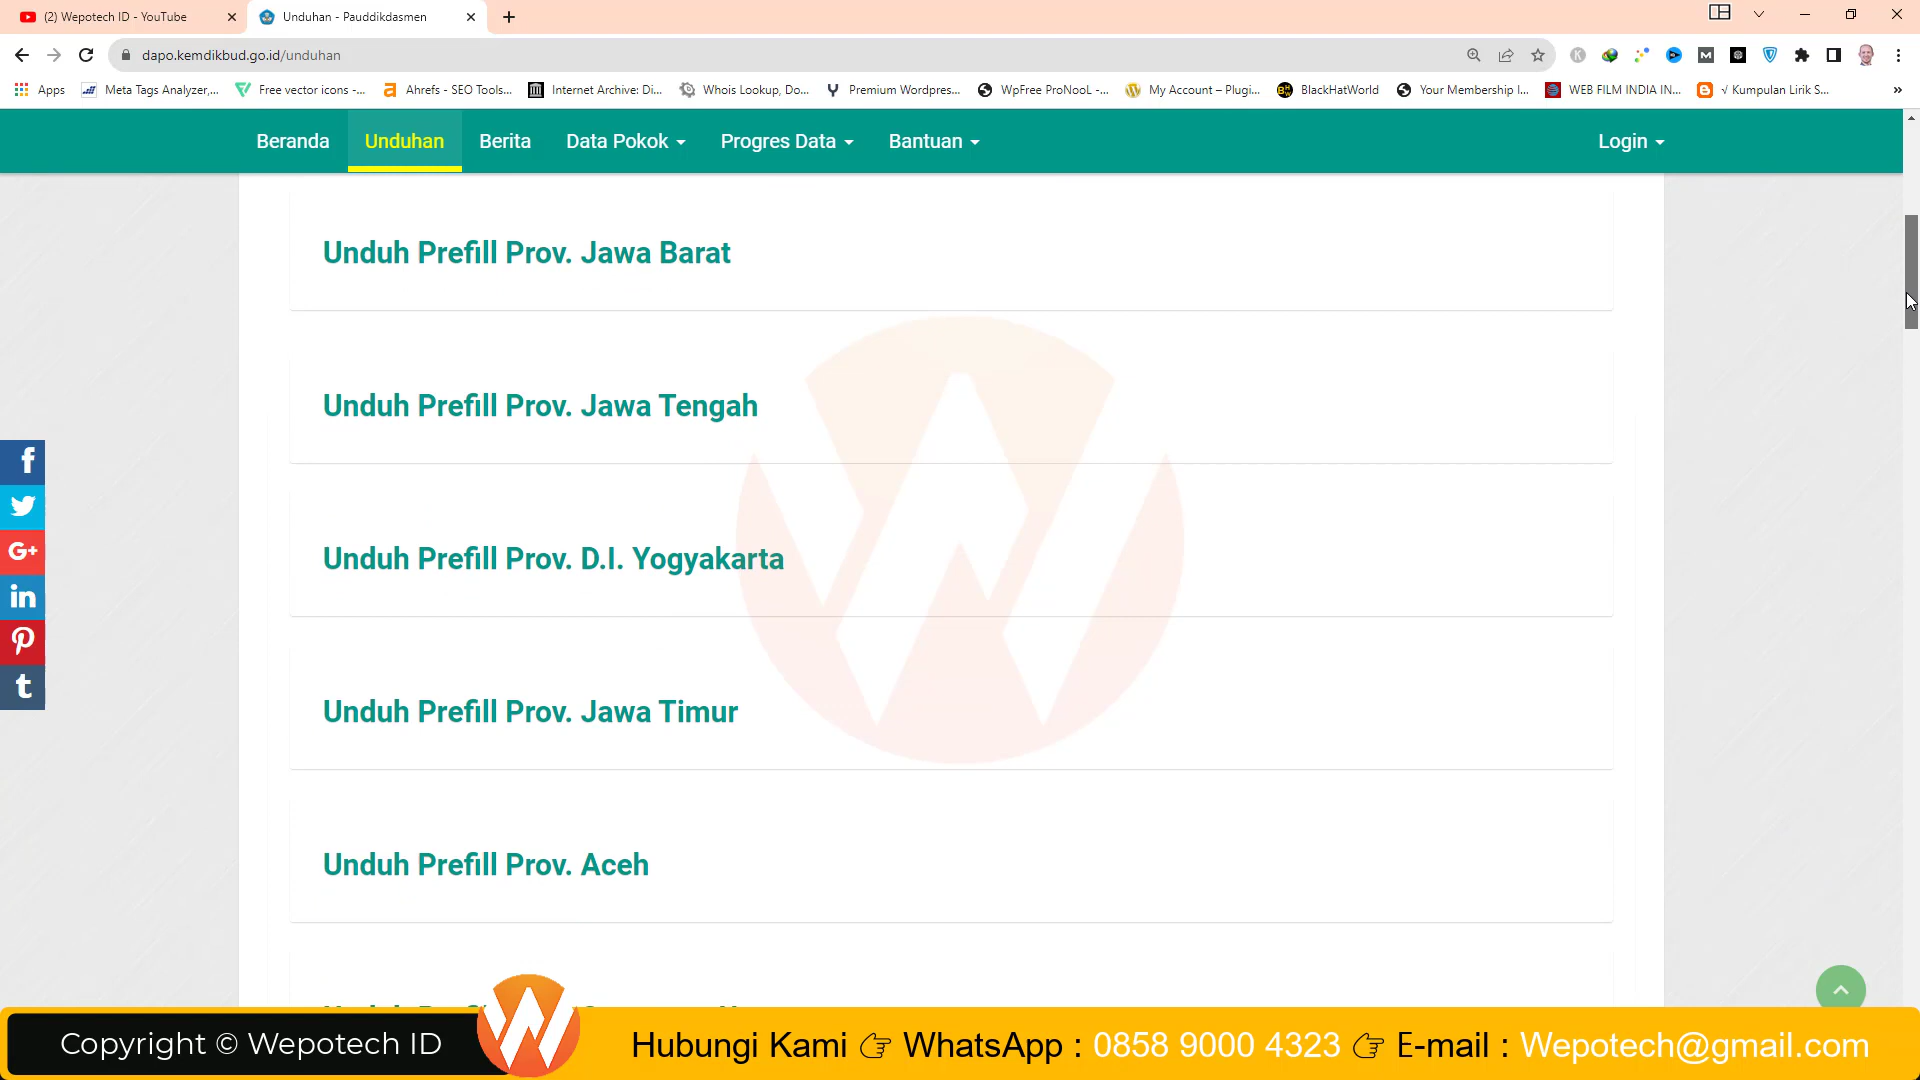 (2) Wepotech ID - YouTube
Unduhan - Pauddikdasmen
dapo.kemdikbud.go.id/unduhan
Apps
Meta Tags Analyzer,...
Free vector icons -...
Ahrefs - SEO Tools...
Internet Archive: Di...
Whois Lookup, Do...
Premium Wordpres...
WpFree ProNooL -...
My Account – Plugi...
BlackHatWorld
Your Membership I...
WEB FILM INDIA IN...
√ Kumpulan Lirik S...
Beranda
Unduhan
Berita
Data Pokok
Progres Data
Bantuan
Login
Unduh Prefill Prov. Jawa Barat
Unduh Prefill Prov. Jawa Tengah
Unduh Prefill Prov. D.I. Yogyakarta
Unduh Prefill Prov. Jawa Timur
Unduh Prefill Prov. Aceh
Copyright © Wepotech ID
Hubungi Kami 👉 WhatsApp : 0858 9000 4323 👉 E-mail : Wepotech@gmail.com